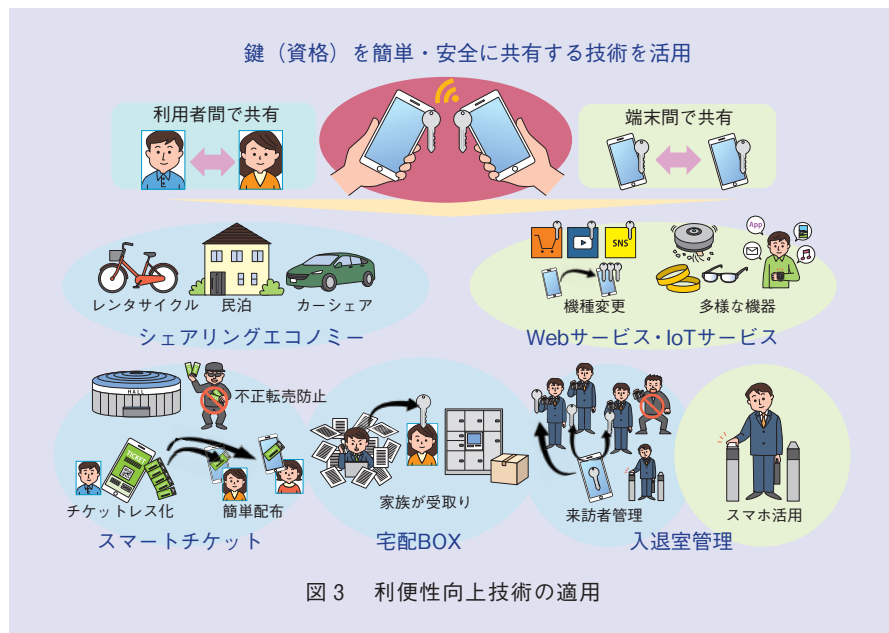 鍵（資格）を簡単・安全に共有する技術を活用
利用者間で共有
端末間で共有
レンタサイクル
民泊
カーシェア
シェアリングエコノミー
SNS
App
機種変更
多様な機器
Webサービス・IoTサービス
HALL
不正転売防止
TICKET
チケットレス化
簡単配布
スマートチケット
家族が受取り
宅配BOX
来訪者管理
スマホ活用
入退室管理
図3　利便性向上技術の適用